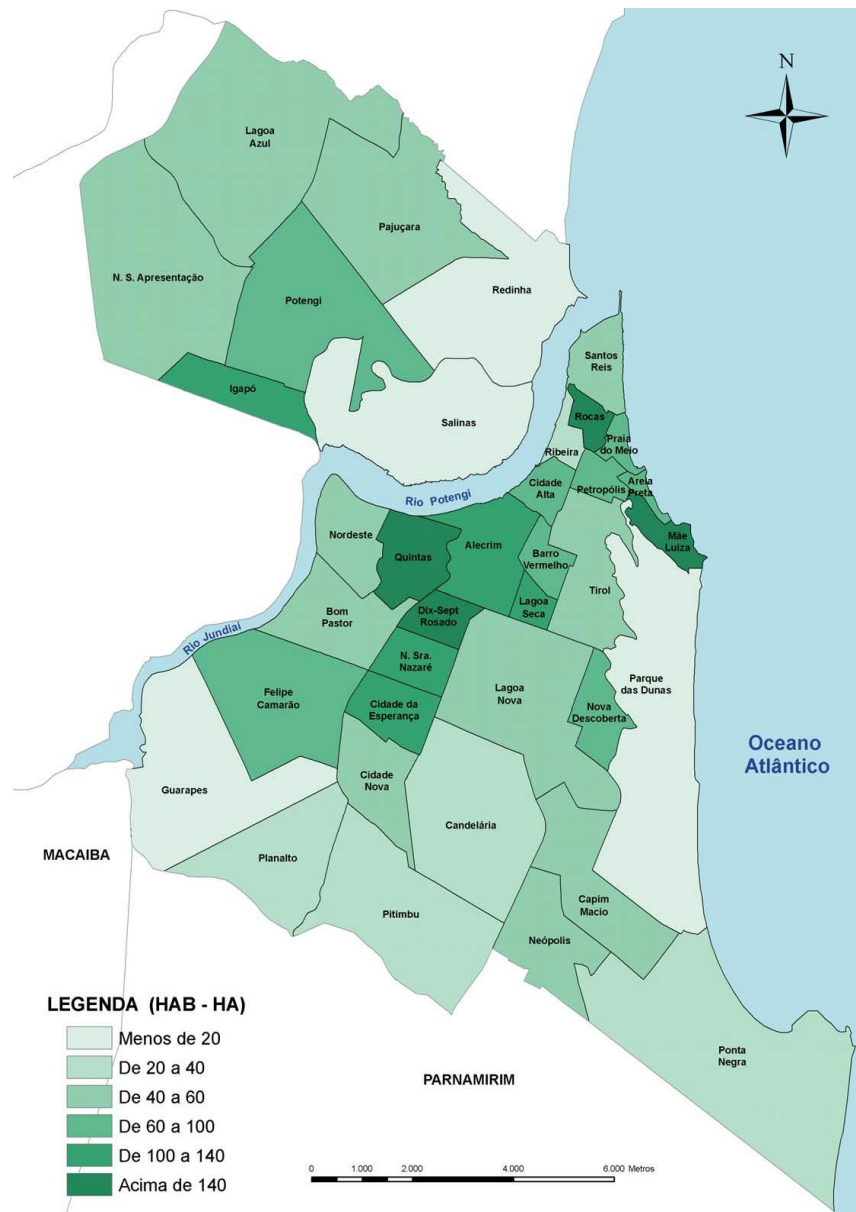 N
Lagoa
Azul
Pajuçara
N. S. Apresentação
Potengi
Redinha
Igapó
Salinas
Santos
Reis
Rocas
Praia
do Meio
Ribeira
Rio Potengi
Cidade
Alta
Petropólis
Areia
Preta
Mãe
Luiza
Nordeste
Quintas
Alecrim
Barro
Vermelho
Tirol
Bom
Pastor
Dix-Sept
Rosado
Lagoa
Seca
Rio Jundiaí
N. Sra.
Nazaré
Felipe
Camarão
Cidade da
Esperança
Lagoa
Nova
Nova
Descoberta
Parque
das Dunas
Oceano
Atlântico
Guarapes
Cidade
Nova
Candelária
MACAIBA
Planalto
Pitimbu
Capim
Macio
Neópolis
Ponta
Negra
PARNAMIRIM
LEGENDA (HAB - HA)
Menos de 20
De 20 a 40
De 40 a 60
De 60 a 100
De 100 a 140
Acima de 140
0 1.000 2.000 4.000 6.000 Metros